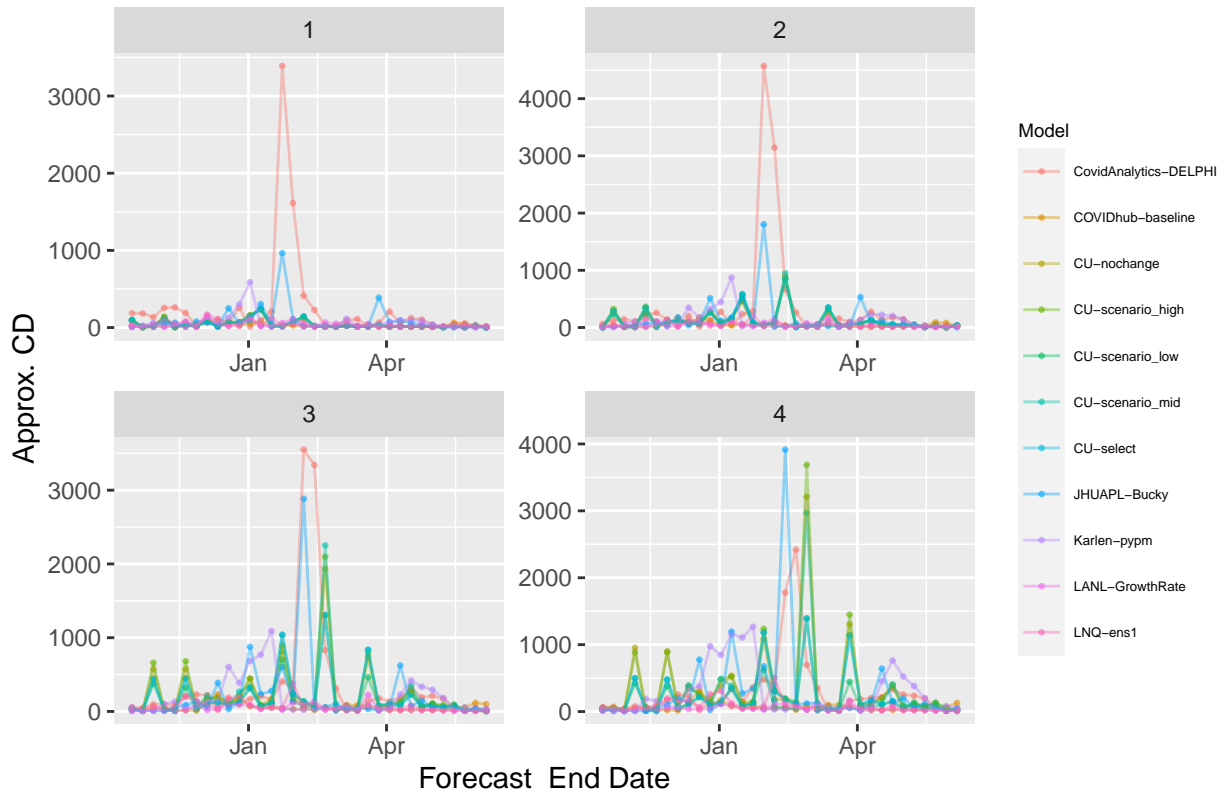 1
2
3000
2000
1000
0
Jan
Apr
4000
3000
2000
1000
0
Jan
Apr
3
4
3000
2000
1000
0
Jan
Apr
4000
3000
2000
1000
0
Jan
Apr
Approx. CD
Forecast End Date
Model
CovidAnalytics−DELPHI
COVIDhub−baseline
CU−nochange
CU−scenario_high
CU−scenario_low
CU−scenario_mid
CU−select
JHUAPL−Bucky
Karlen−pypm
LANL−GrowthRate
LNQ−ens1